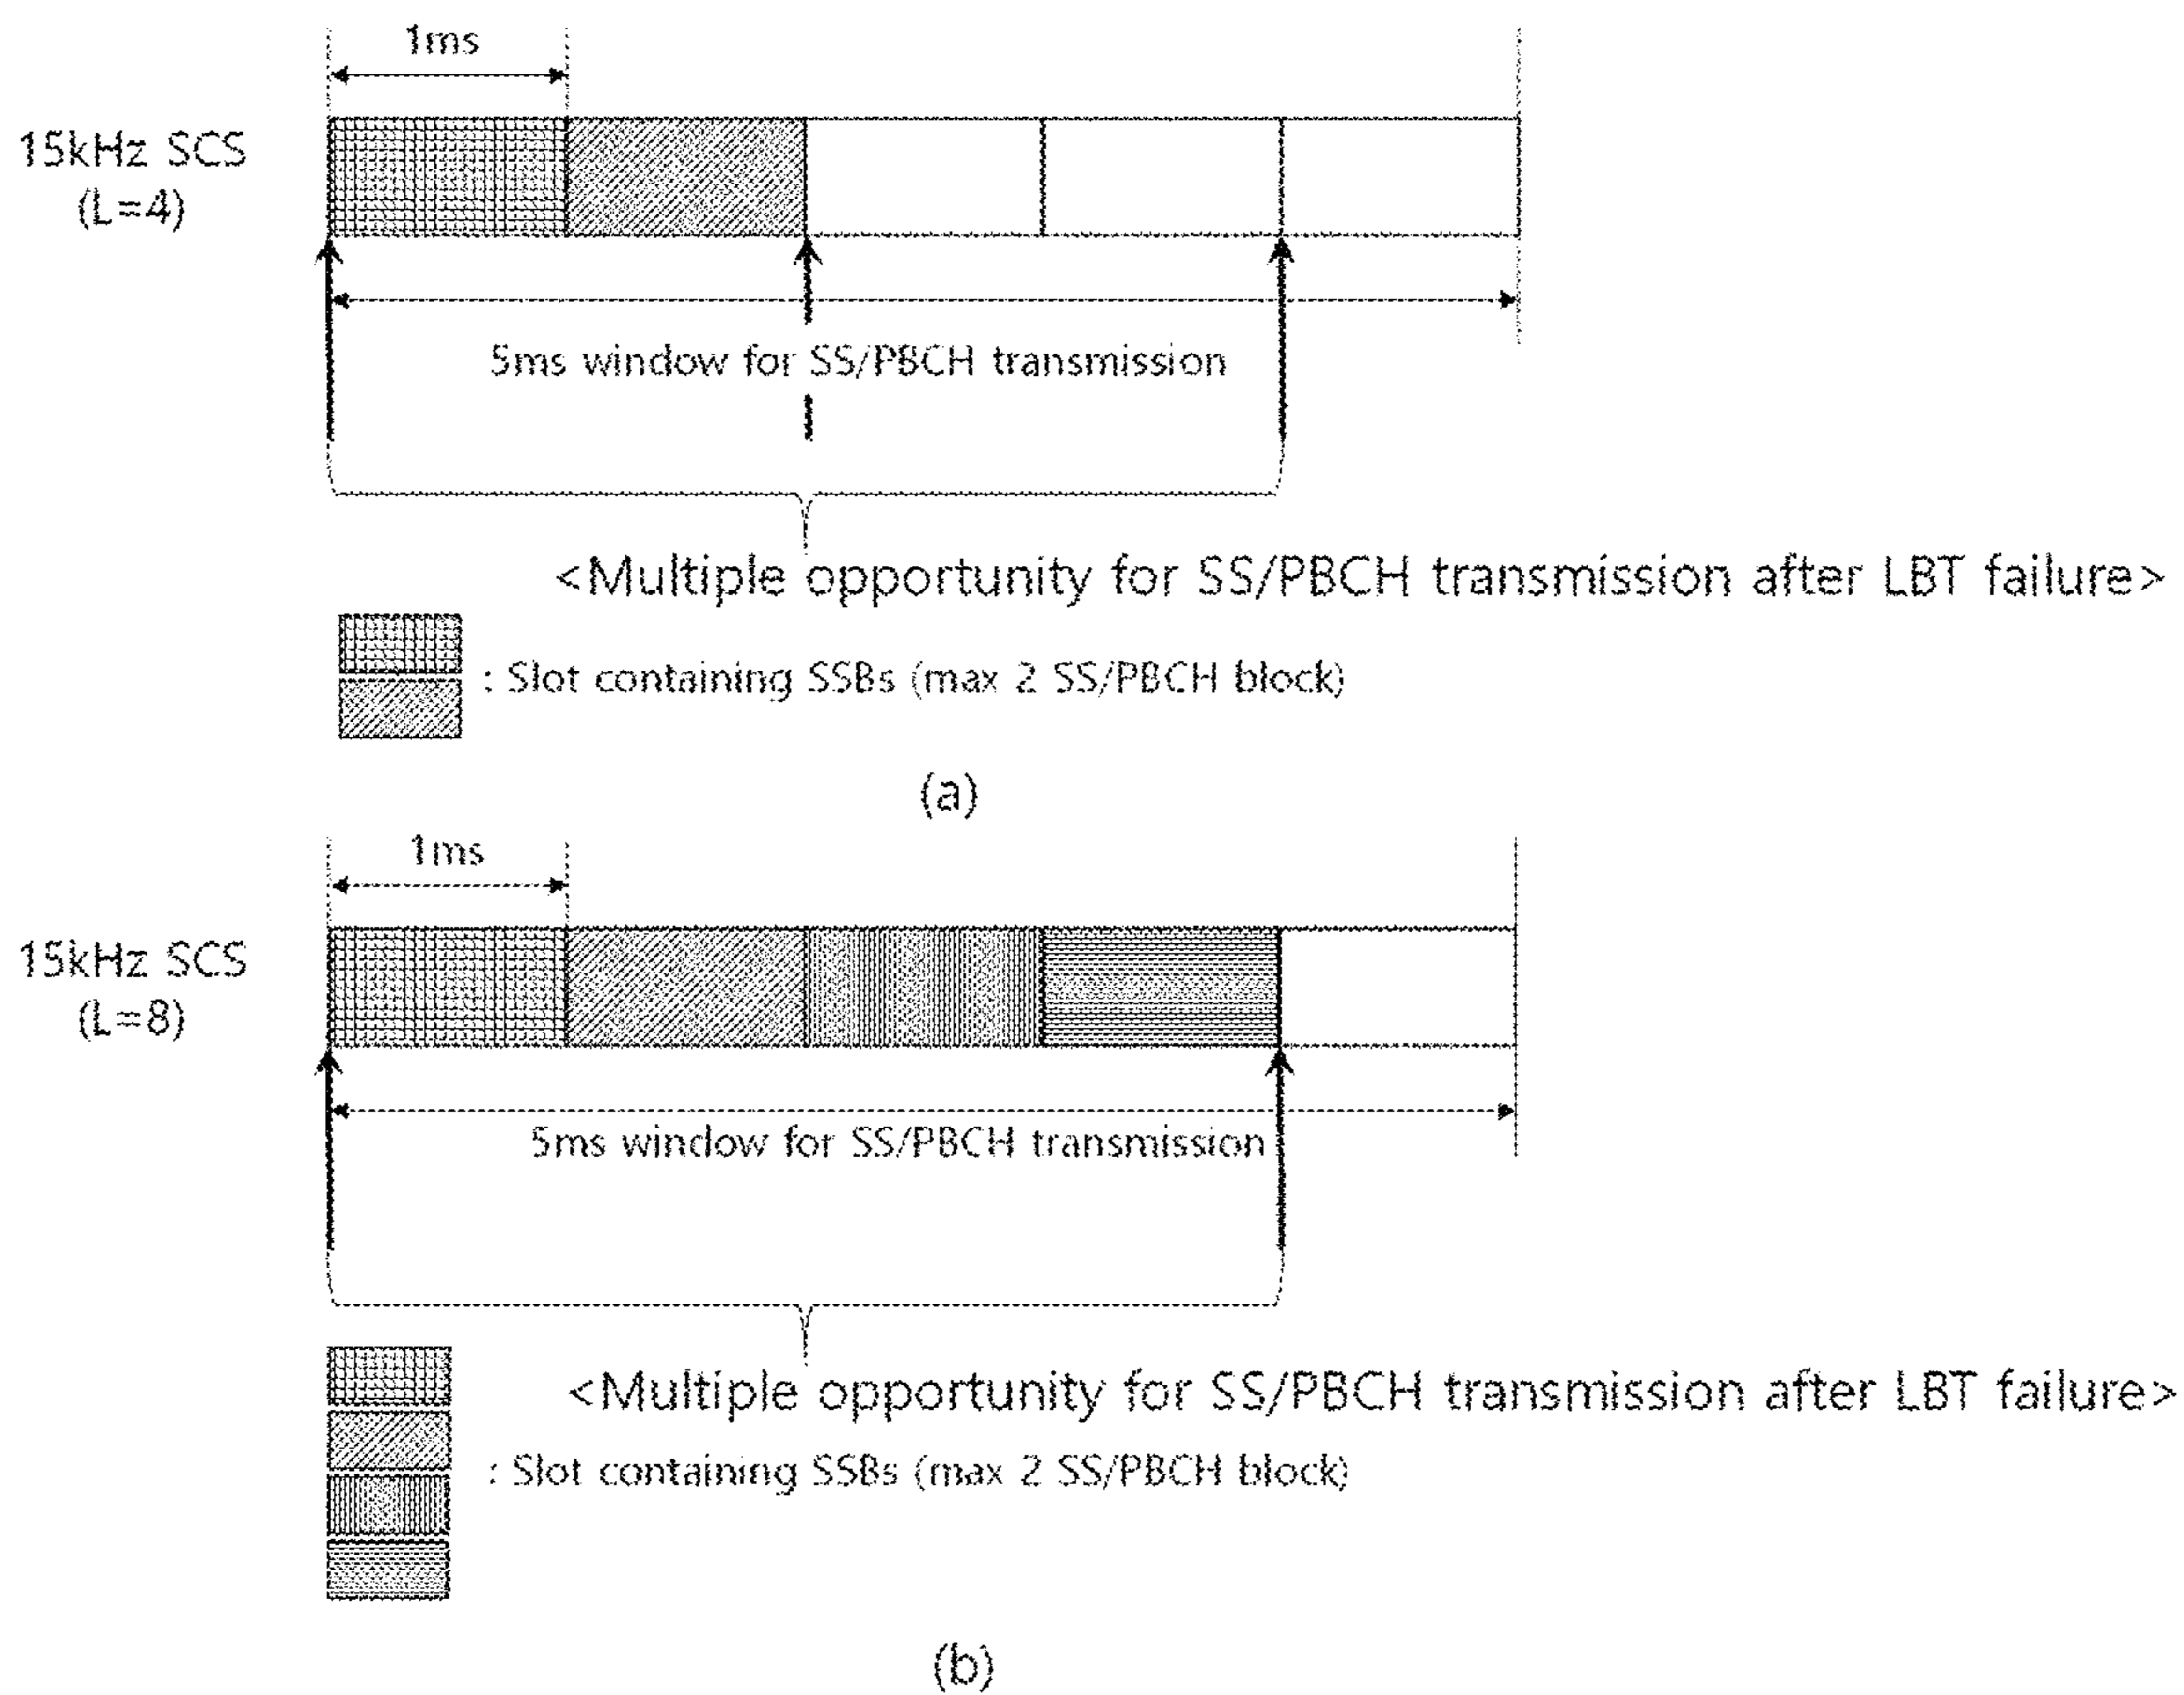 1ms
15kHz SCS
(L=4)
5ms window for SS/PBCH transmission
<Multiple opportunity for SS/PBCH transmission after LBT failure>
: Slot containing SSBs (max 2 SS/PBCH block)
(a)
1ms
15kHz SCS
(L=8)
5ms window for SS/PBCH transmission
<Multiple opportunity for SS/PBCH transmission after LBT failure>
: Slot containing SSBs (max 2 SS/PBCH block)
(b)